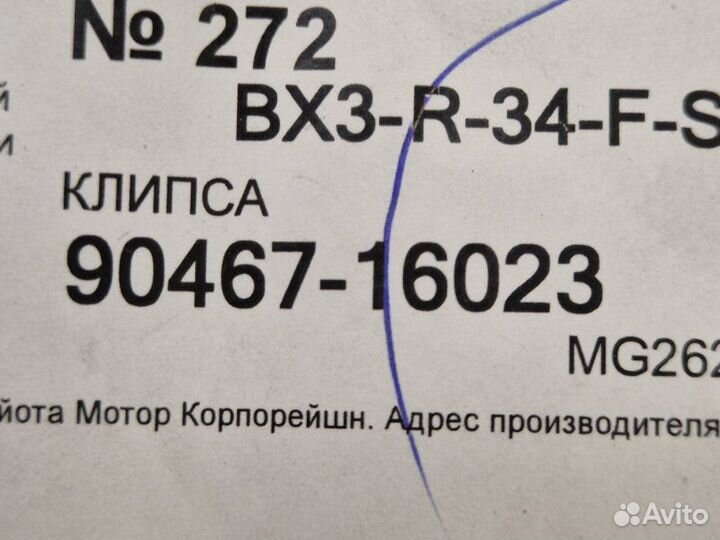 № 272
BX3-R-34-F-S
й
и
КЛИПСА
90467-16023
MG262
йота Мотор Корпорейшн. Адрес производителя
Avito